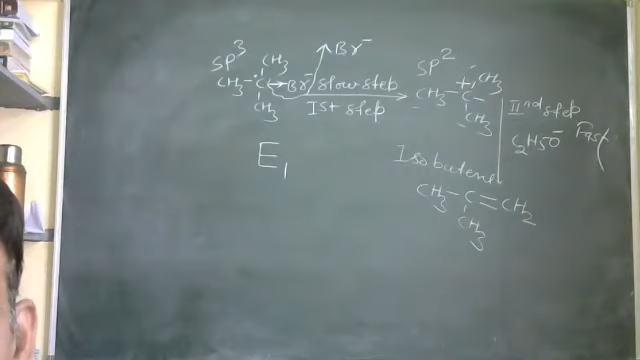 SP3
CH3
CH3-C-Br
CH3
Br-
slow step
Ist step
E1
SP2
CH3-C-CH3
+
CH3
IInd step
C2H5O-
Fast
Isobutene
CH3-C=CH2
CH3